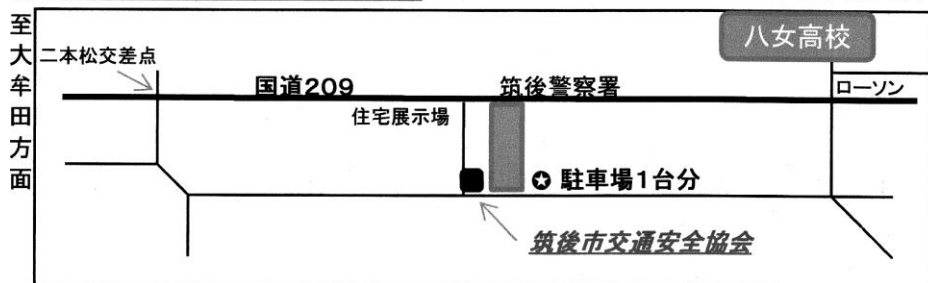 至大牟田方面
八女高校
二本松交差点
国道209
筑後警察署
ローソン
住宅展示場
✪ 駐車場1台分
筑後市交通安全協会